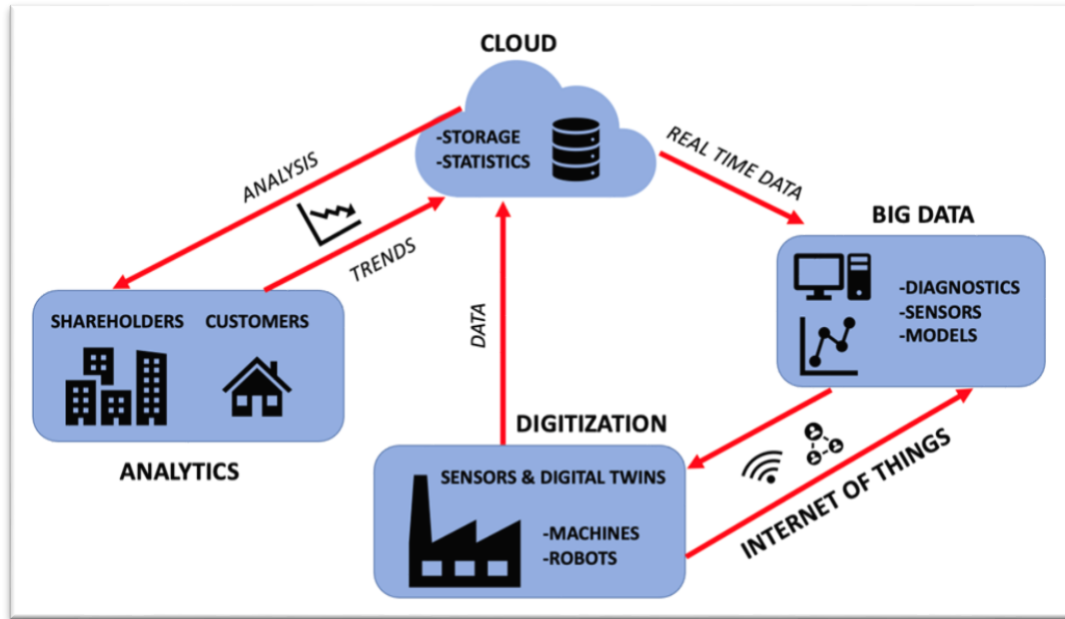 CLOUD
-STORAGE
-STATISTICS
ANALYSIS
TRENDS
REAL TIME DATA
BIG DATA
-DIAGNOSTICS
-SENSORS
-MODELS
SHAREHOLDERS CUSTOMERS
ANALYTICS
DATA
DIGITIZATION
SENSORS & DIGITAL TWINS
-MACHINES
-ROBOTS
INTERNET OF THINGS